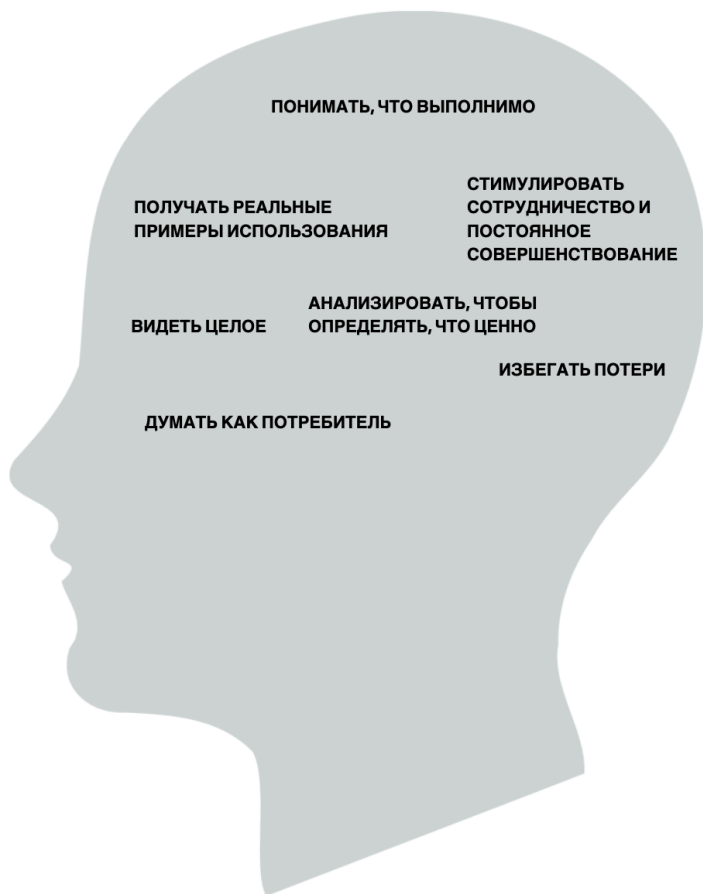 ПОНИМАТЬ, ЧТО ВЫПОЛНИМО
ПОЛУЧАТЬ РЕАЛЬНЫЕ
ПРИМЕРЫ ИСПОЛЬЗОВАНИЯ
СТИМУЛИРОВАТЬ
СОТРУДНИЧЕСТВО И
ПОСТОЯННОЕ
СОВЕРШЕНСТВОВАНИЕ
ВИДЕТЬ ЦЕЛОЕ
АНАЛИЗИРОВАТЬ, ЧТОБЫ
ОПРЕДЕЛЯТЬ, ЧТО ЦЕННО
ИЗБЕГАТЬ ПОТЕРИ
ДУМАТЬ КАК ПОТРЕБИТЕЛЬ